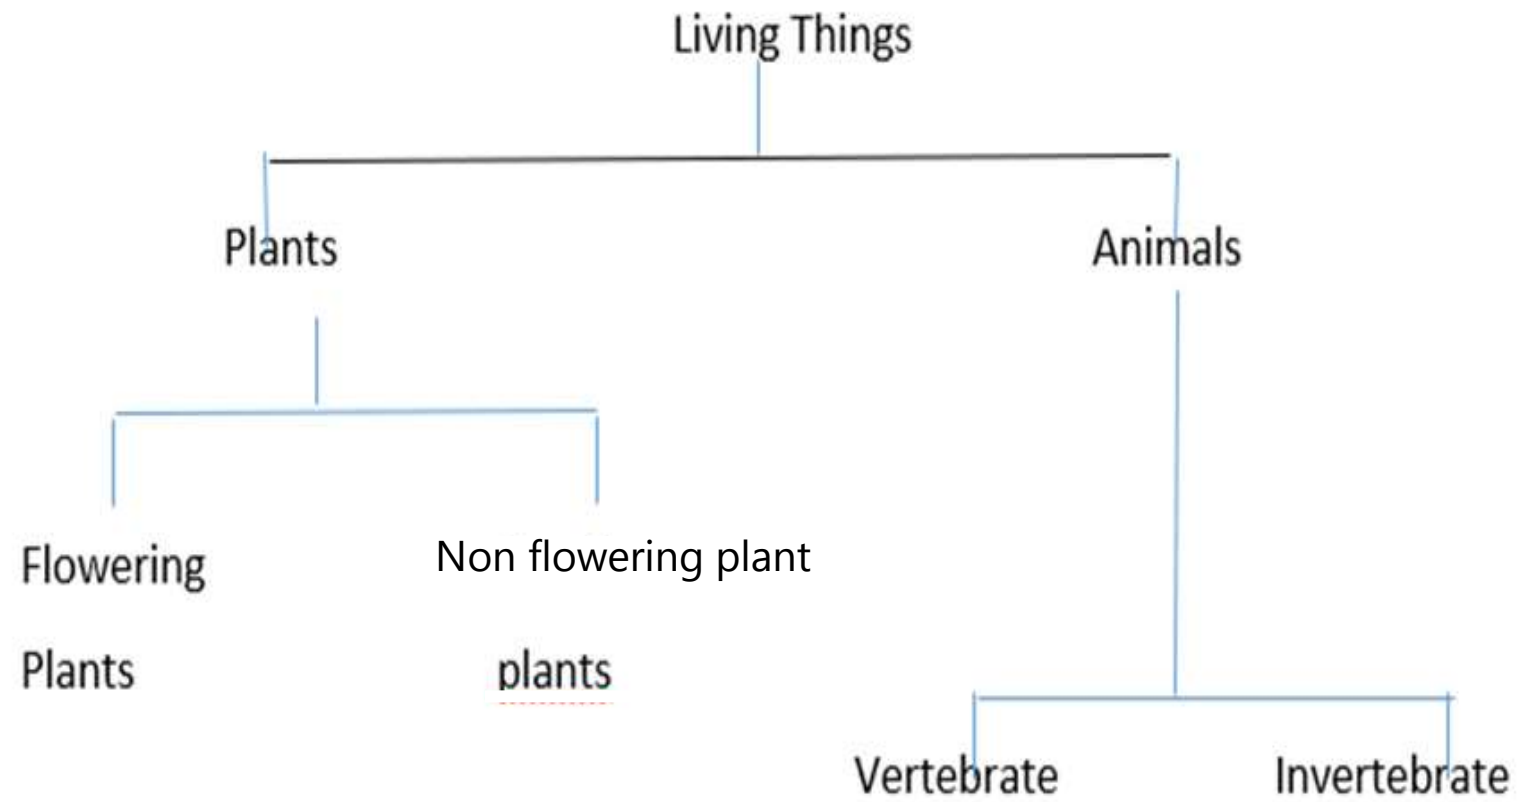 Living Things
Plants
Animals
Flowering
Non flowering plant
Plants
plants
Vertebrate
Invertebrate